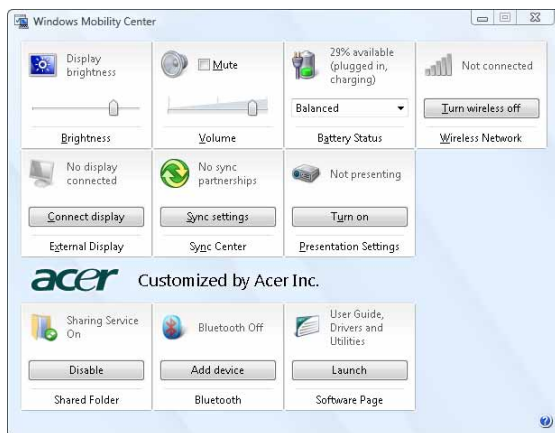 Windows Mobility Center
Display
brightness
Brightness
Mute
Volume
29% available
(plugged in,
charging)
Balanced
Battery Status
Not connected
Turn wireless off
Wireless Network
No display
connected
Connect display
External Display
No sync
partnerships
Sync settings
Sync Center
Not presenting
Turn on
Presentation Settings
acer Customized by Acer Inc.
Sharing Service
On
Disable
Shared Folder
Bluetooth Off
Add device
Bluetooth
User Guide,
Drivers and
Utilities
Launch
Software Page